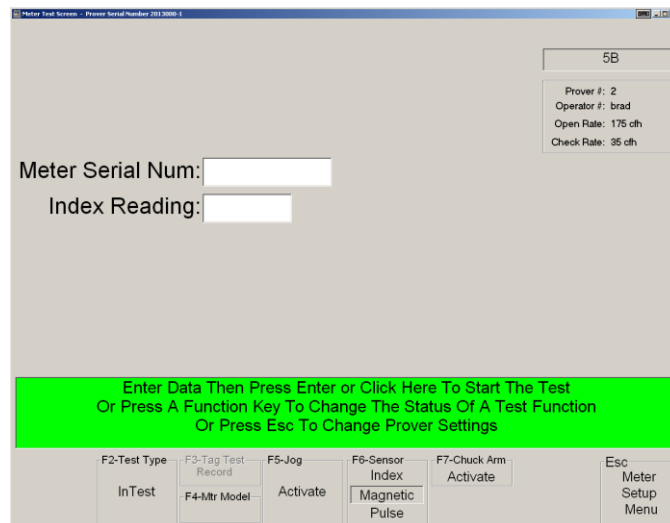 Meter Test Screen - Prover Serial Number 2013000-1
5B
Prover #: 2
Operator #: brad
Open Rate: 175 cfh
Check Rate: 35 cfh
Meter Serial Num:
Index Reading:
Enter Data Then Press Enter or Click Here To Start The Test
Or Press A Function Key To Change The Status Of A Test Function
Or Press Esc To Change Prover Settings
F2-Test Type
InTest
F3-Tag Test
Record
F4-Mtr Model
F5-Jog
Activate
F6-Sensor
Index
Magnetic
Pulse
F7-Chuck Arm
Activate
Esc
Meter
Setup
Menu